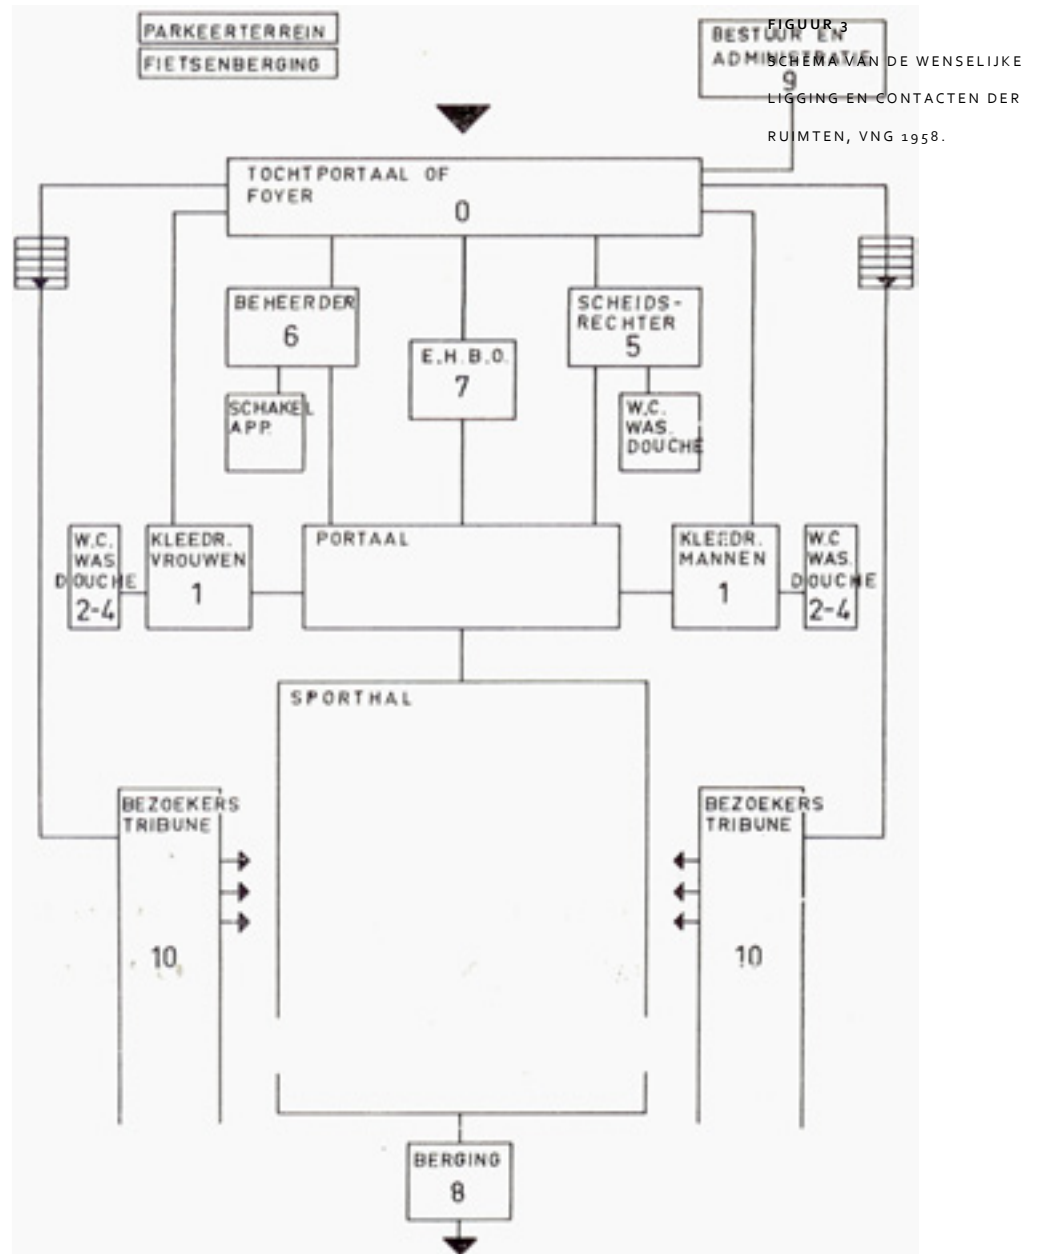 PARKEERTERREIN
FIETSENBERGING
BESTUUR EN
ADMINISTRATIE
9
FIGUUR 3
SCHEMA VAN DE WENSELIJKE
LIGGING EN CONTACTEN DER
RUIMTEN, VNG 1958.
TOCHTPORTAAL OF
FOYER
0
BEHEERDER
6
SCHAKEL
APP.
E.H.B.O.
7
SCHEIDS-
RECHTER
5
W.C.
WAS.
DOUCHE
W.C.
WAS
DOUCHE
2-4
KLEEDR.
VROUWEN
1
PORTAAL
KLEEDR.
MANNEN
1
W.C
WAS.
DOUCHE
2-4
SPORTHAL
BEZOEKERS
TRIBUNE
10
BEZOEKERS
TRIBUNE
10
BERGING
8